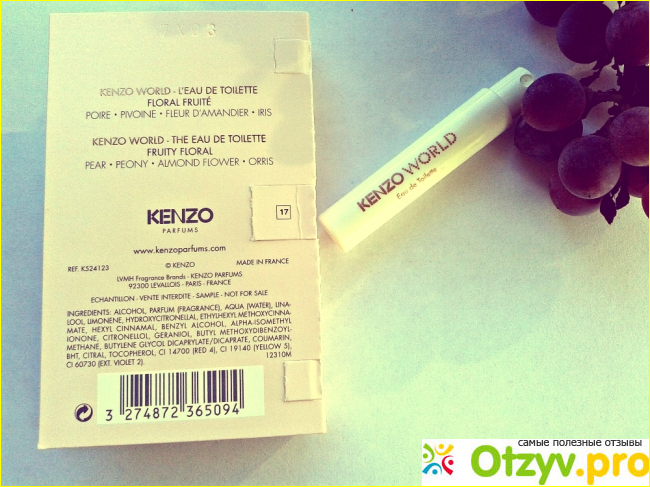 KENZO WORLD - L'EAU DE TOILETTE
FLORAL FRUITÉ
POIRE • PIVOINE • FLEUR D'AMANDIER • IRIS
KENZO WORLD - THE EAU DE TOILETTE
FRUITY FLORAL
PEAR • PEONY • ALMOND FLOWER • ORRIS
17
KENZO
PARFUMS
www.kenzoparfums.com
© KENZO
REF. K524123
MADE IN FRANCE
LVMH Fragrance Brands - KENZO PARFUMS
92300 LEVALLOIS - PARIS - FRANCE
ECHANTILLON - VENTE INTERDITE - SAMPLE - NOT FOR SALE
INGREDIENTS: ALCOHOL, PARFUM (FRAGRANCE), AQUA (WATER), LINA-
LOOL, LIMONENE, HYDROXYCITRONELLAL, ETHYLHEXYL METHOXYCINNA-
MATE, HEXYL CINNAMAL, BENZYL ALCOHOL, ALPHA-ISOMETHYL
IONONE, CITRONELLOL, GERANIOL, BUTYL METHOXYDIBENZOYL-
METHANE, BUTYLENE GLYCOL DICAPRYLATE/DICAPRATE, COUMARIN,
BHT, CITRAL, TOCOPHEROL, CI 14700 (RED 4), CI 19140 (YELLOW 5),
CI 60730 (EXT. VIOLET 2).
12310M
3 274872 365094
KENZO WORLD
Eau de Toilette
самые полезные отзывы
Otzyv.pro